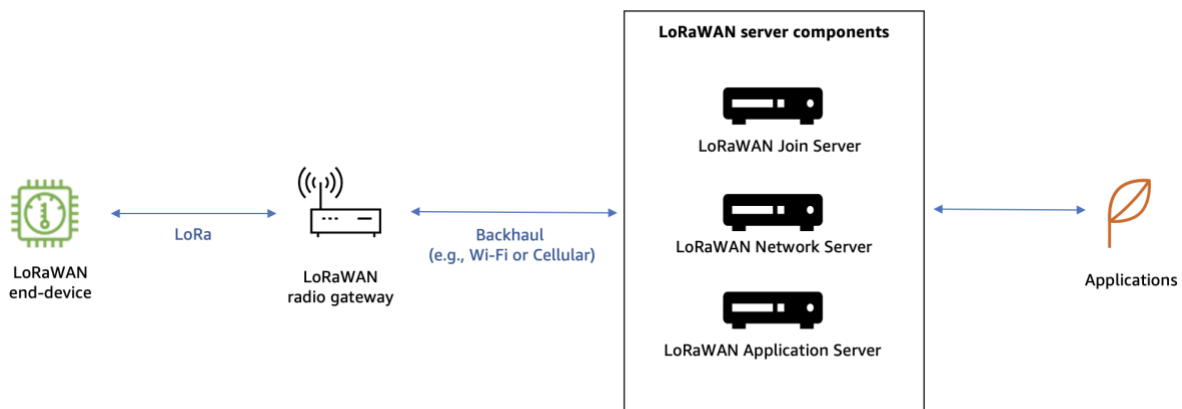 LoRaWAN server components
LoRaWAN Join Server
LoRaWAN Network Server
LoRaWAN Application Server
LoRaWAN
end-device
LoRa
LoRaWAN
radio gateway
Backhaul
(e.g., Wi-Fi or Cellular)
Applications